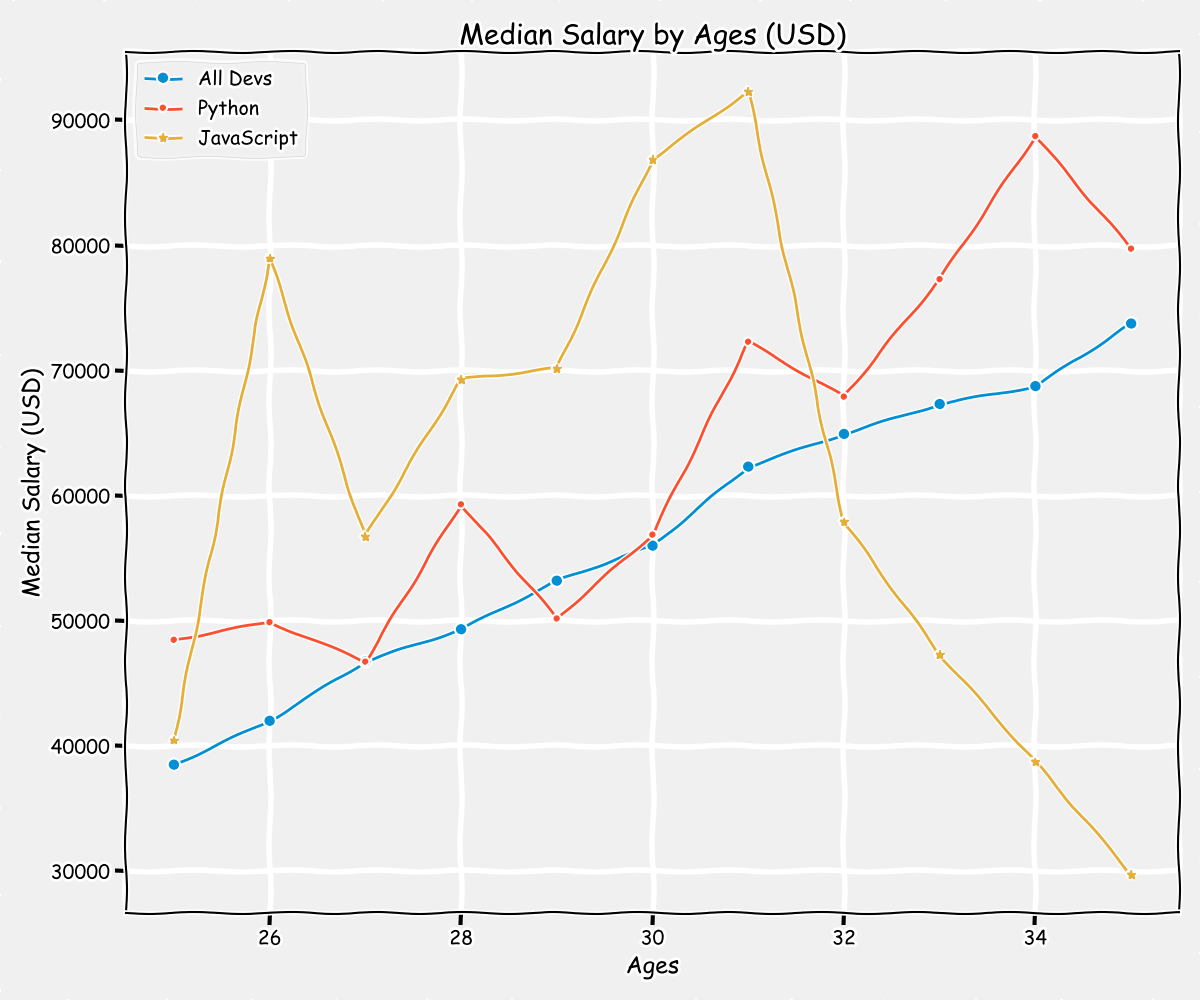 Median Salary by Ages (USD)
All Devs
Python
JavaScript
Median Salary (USD)
90000
80000
70000
60000
50000
40000
30000
26 28 30 32 34
Ages